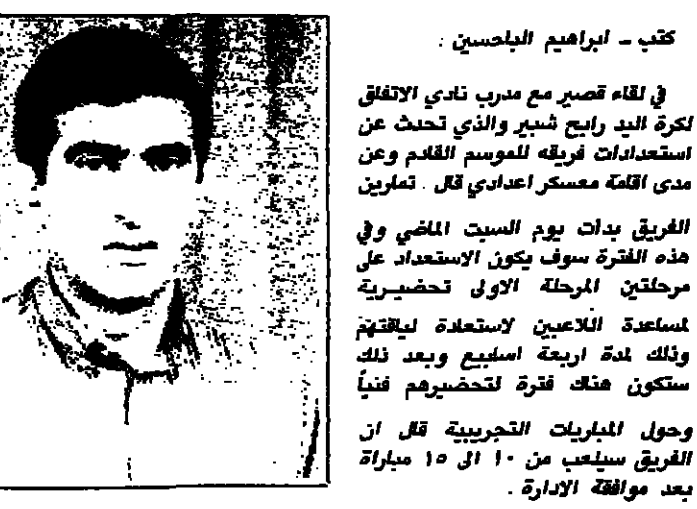 كتب ـ ابراهيم الباحسين :
في لقاء قصير مع مدرب نادي الاتفاق
لكرة اليد رابح شبير والذي تحدث عن
استعدادات فريقه للموسم القادم وعن
مدى اقامة معسكر اعدادي قال . تمارين
الفريق بدأت يوم السبت الماضي وفي
هذه الفترة سوف يكون الاستعداد على
مرحلتين المرحلة الاولى تحضيرية
لمساعدة اللاعبين لاستعادة لياقتهم
وذلك لمدة اربعة اسابيع وبعد ذلك
ستكون هناك فترة لتحضيرهم فنياً
وحول المباريات التجريبية قال ان
الفريق سيلعب من ١٠ الى ١٥ مباراة
بعد موافقة الادارة .